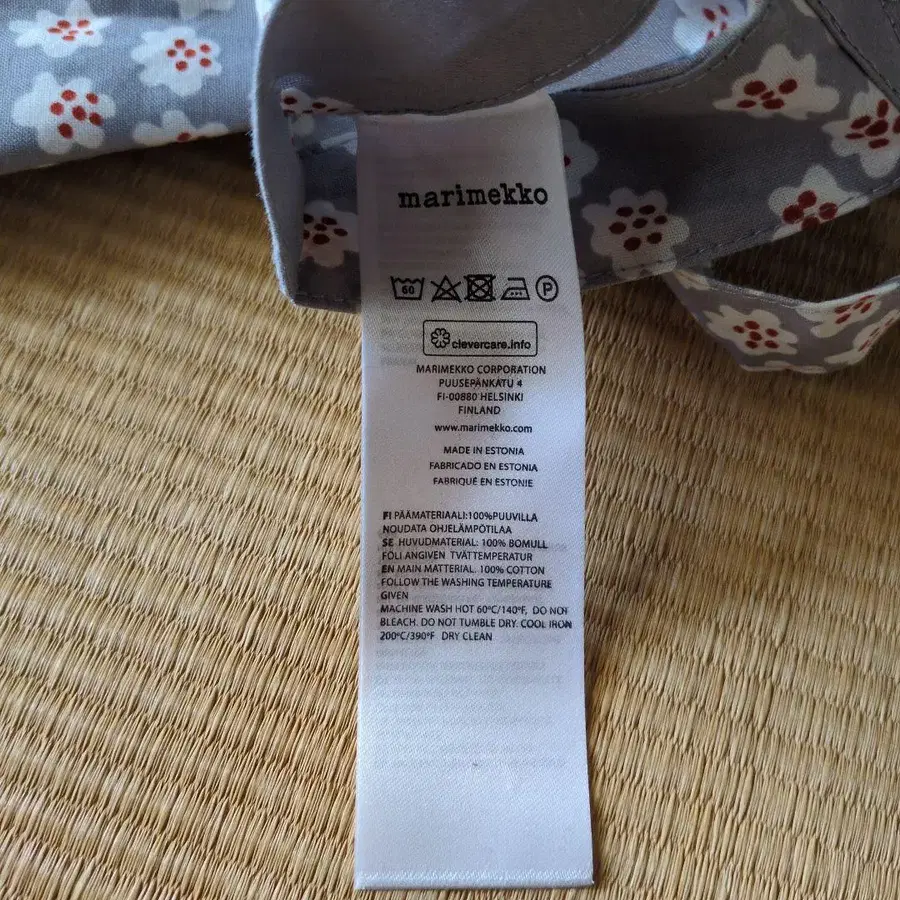 marimekko
60 P
clevercare.info
MARIMEKKO CORPORATION
PUUSEPÄNKATU 4
FI-00880 HELSINKI
FINLAND
www.marimekko.com
MADE IN ESTONIA
FABRICADO EN ESTONIA
FABRIQUÉ EN ESTONIE
FI PÄÄMATERIAALI:100%PUUVILLA
NOUDATA OHJELÄMPÖTILAA
SE HUVUDMATERIAL: 100% BOMULL
FÖLI ANGIVEN TVÄTTEMPERATUR
EN MAIN MATTERIAL. 100% COTTON
FOLLOW THE WASHING TEMPERATURE
GIVEN
MACHINE WASH HOT 60°C/140°F, DO NOT
BLEACH. DO NOT TUMBLE DRY. COOL IRON
200°C/390°F DRY CLEAN